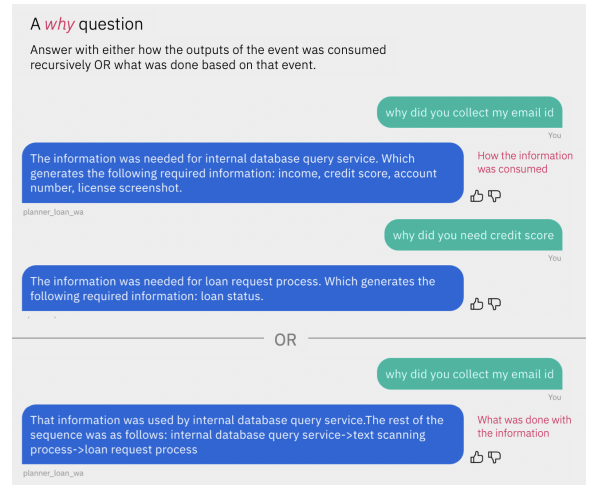 A why question
Answer with either how the outputs of the event was consumed
recursively OR what was done based on that event.
why did you collect my email id
You
The information was needed for internal database query service. Which
generates the following required information: income, credit score, account
number, license screenshot.
How the information
was consumed
planner_loan_wa
why did you need credit score
You
The information was needed for loan request process. Which generates the
following required information: loan status.
OR
why did you collect my email id
You
That information was used by internal database query service.The rest of the
sequence was as follows: internal database query service->text scanning
process->loan request process
What was done with
the information
planner_loan_wa